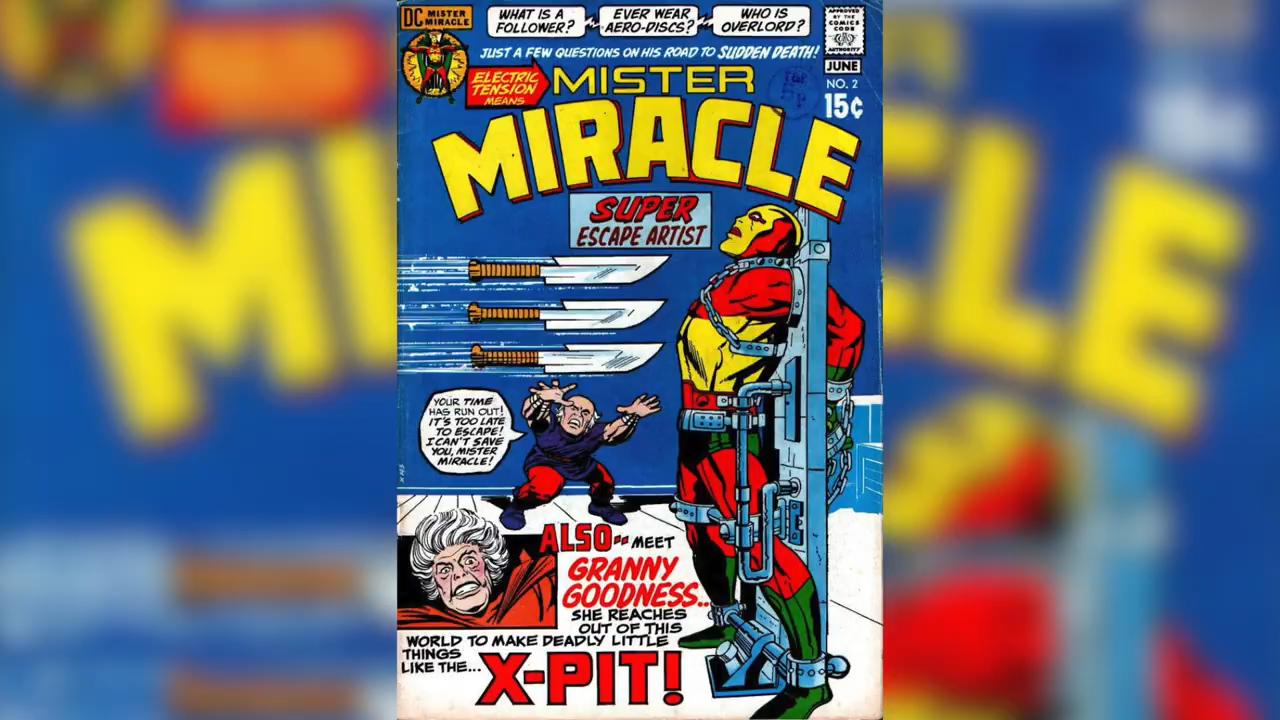 DC MISTER
MIRACLE
WHAT IS A
FOLLOWER?
EVER WEAR
AERO-DISCS?
WHO IS
OVERLORD?
JUST A FEW QUESTIONS ON HIS ROAD TO SUDDEN DEATH!
APPROVED
BY THE
COMICS
CODE
AUTHORITY
JUNE
NO. 2
15¢
ELECTRIC
TENSION
MEANS
MISTER
MIRACLE
SUPER
ESCAPE ARTIST
YOUR TIME
HAS RUN OUT!
IT'S TOO LATE
TO ESCAPE!
I CAN'T SAVE
YOU, MISTER
MIRACLE!
ALSO-- MEET
GRANNY
GOODNESS..
SHE REACHES
OUT OF THIS
WORLD TO MAKE DEADLY LITTLE
THINGS
LIKE THE...
X-PIT!